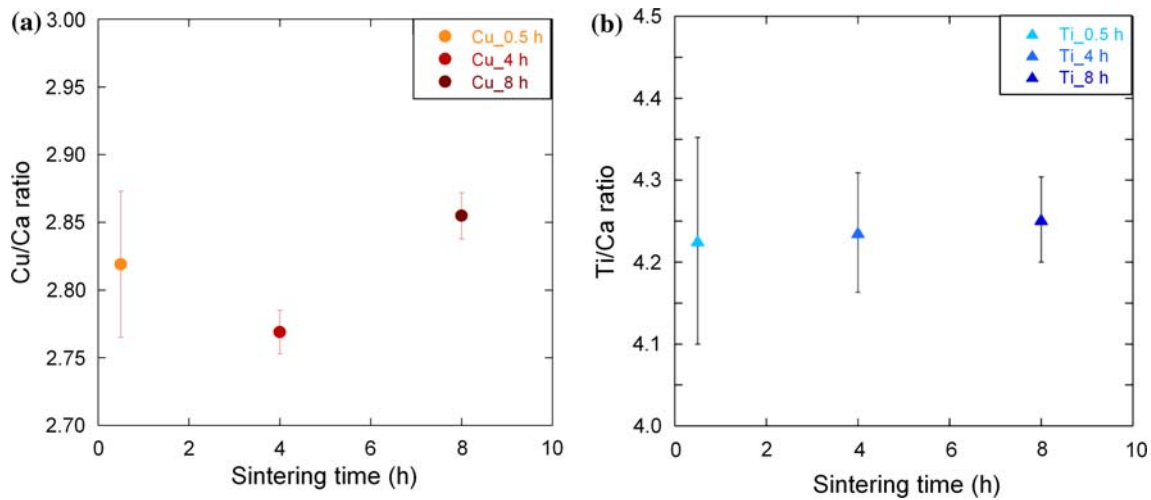 (a)
3.00
2.95
2.90
2.85
2.80
2.75
2.70
Cu/Ca ratio
Cu_0.5 h
Cu_4 h
Cu_8 h
0 2 4 6 8 10
Sintering time (h)
(b)
4.5
4.4
4.3
4.2
4.1
4.0
Ti/Ca ratio
Ti_0.5 h
Ti_4 h
Ti_8 h
0 2 4 6 8 10
Sintering time (h)